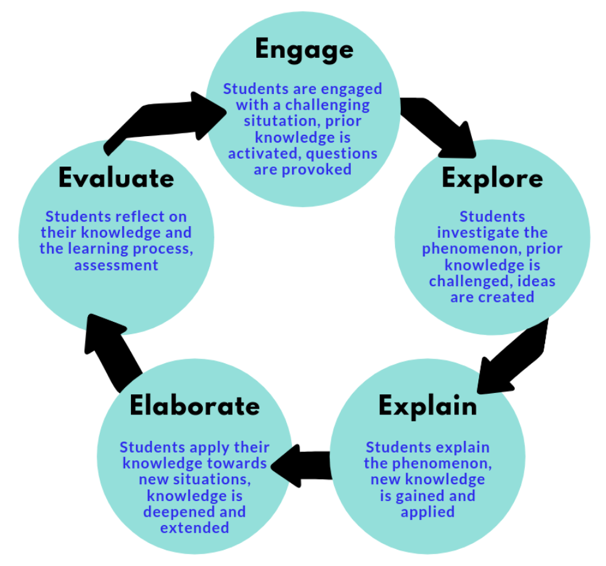 Engage
Students are engaged
with a challenging
situtation, prior
knowledge is
activated, questions
are provoked
Explore
Students
investigate the
phenomenon, prior
knowledge is
challenged, ideas
are created
Explain
Students explain
the phenomenon,
new knowledge
is gained and
applied
Elaborate
Students apply their
knowledge towards
new situations,
knowledge is
deepened and
extended
Evaluate
Students reflect on
their knowledge and
the learning process,
assessment